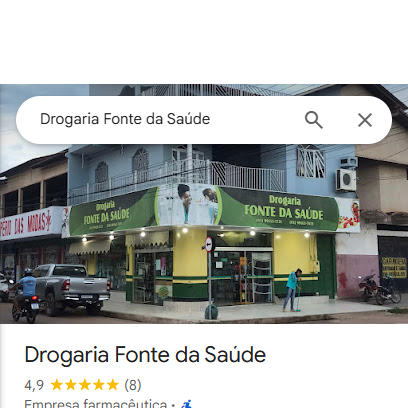 Drogaria Fonte da Saúde
Drogaria
FONTE DA SAÚDE
Drogaria
FONTE DA SAÚDE
DAS MODAS
Drogaria Fonte da Saúde
4,9 (8)
Empresa farmacêutica ·